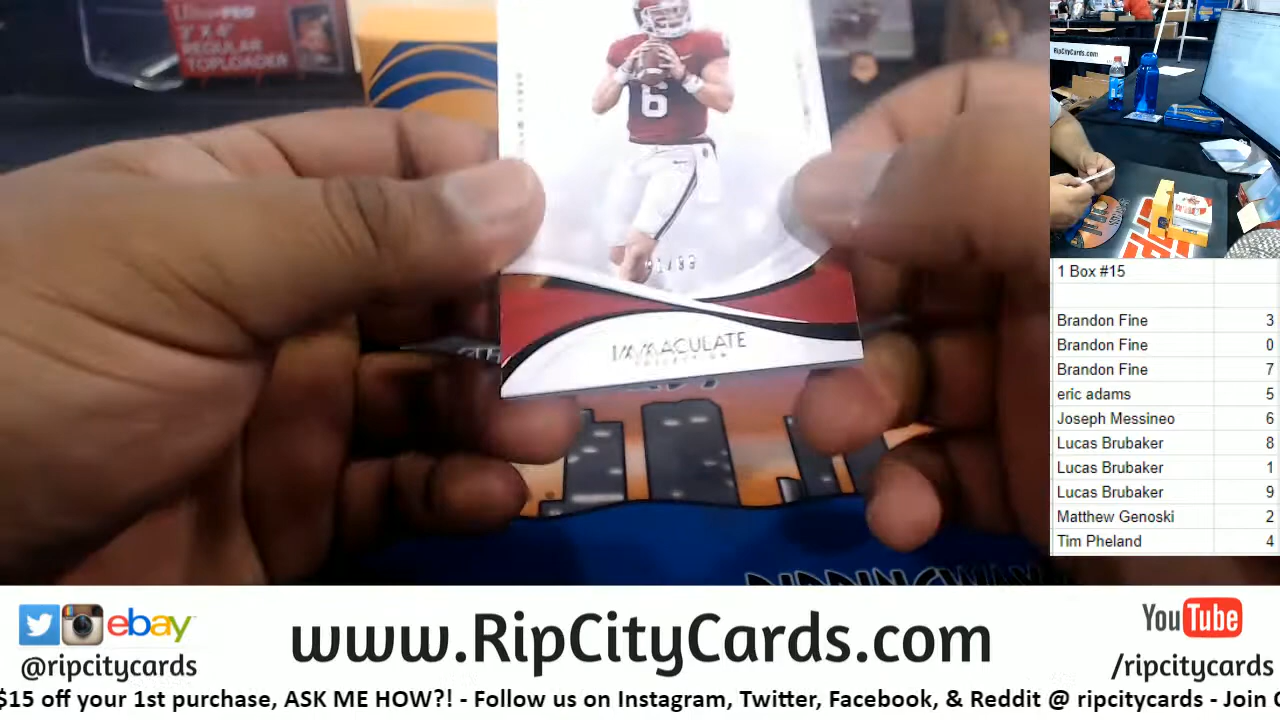 Ultra-PRO
3" X 4"
REGULAR
TOPLOADER
6
/99
IMMACULATE
COLLECTION
RipCityCards.com
1 Box #15
Brandon Fine 3
Brandon Fine 0
Brandon Fine 7
eric adams 5
Joseph Messineo 6
Lucas Brubaker 8
Lucas Brubaker 1
Lucas Brubaker 9
Matthew Genoski 2
Tim Pheland 4
ebay
@ripcitycards
www.RipCityCards.com
YouTube
/ripcitycards
$15 off your 1st purchase, ASK ME HOW?! - Follow us on Instagram, Twitter, Facebook, & Reddit @ ripcitycards - Join